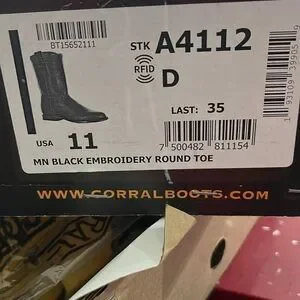 BT15652111
STK A4112
RFID
D
LAST: 35
USA 11
7 500482 811154
MN BLACK EMBROIDERY ROUND TOE
WWW.CORRALBOOTS.COM